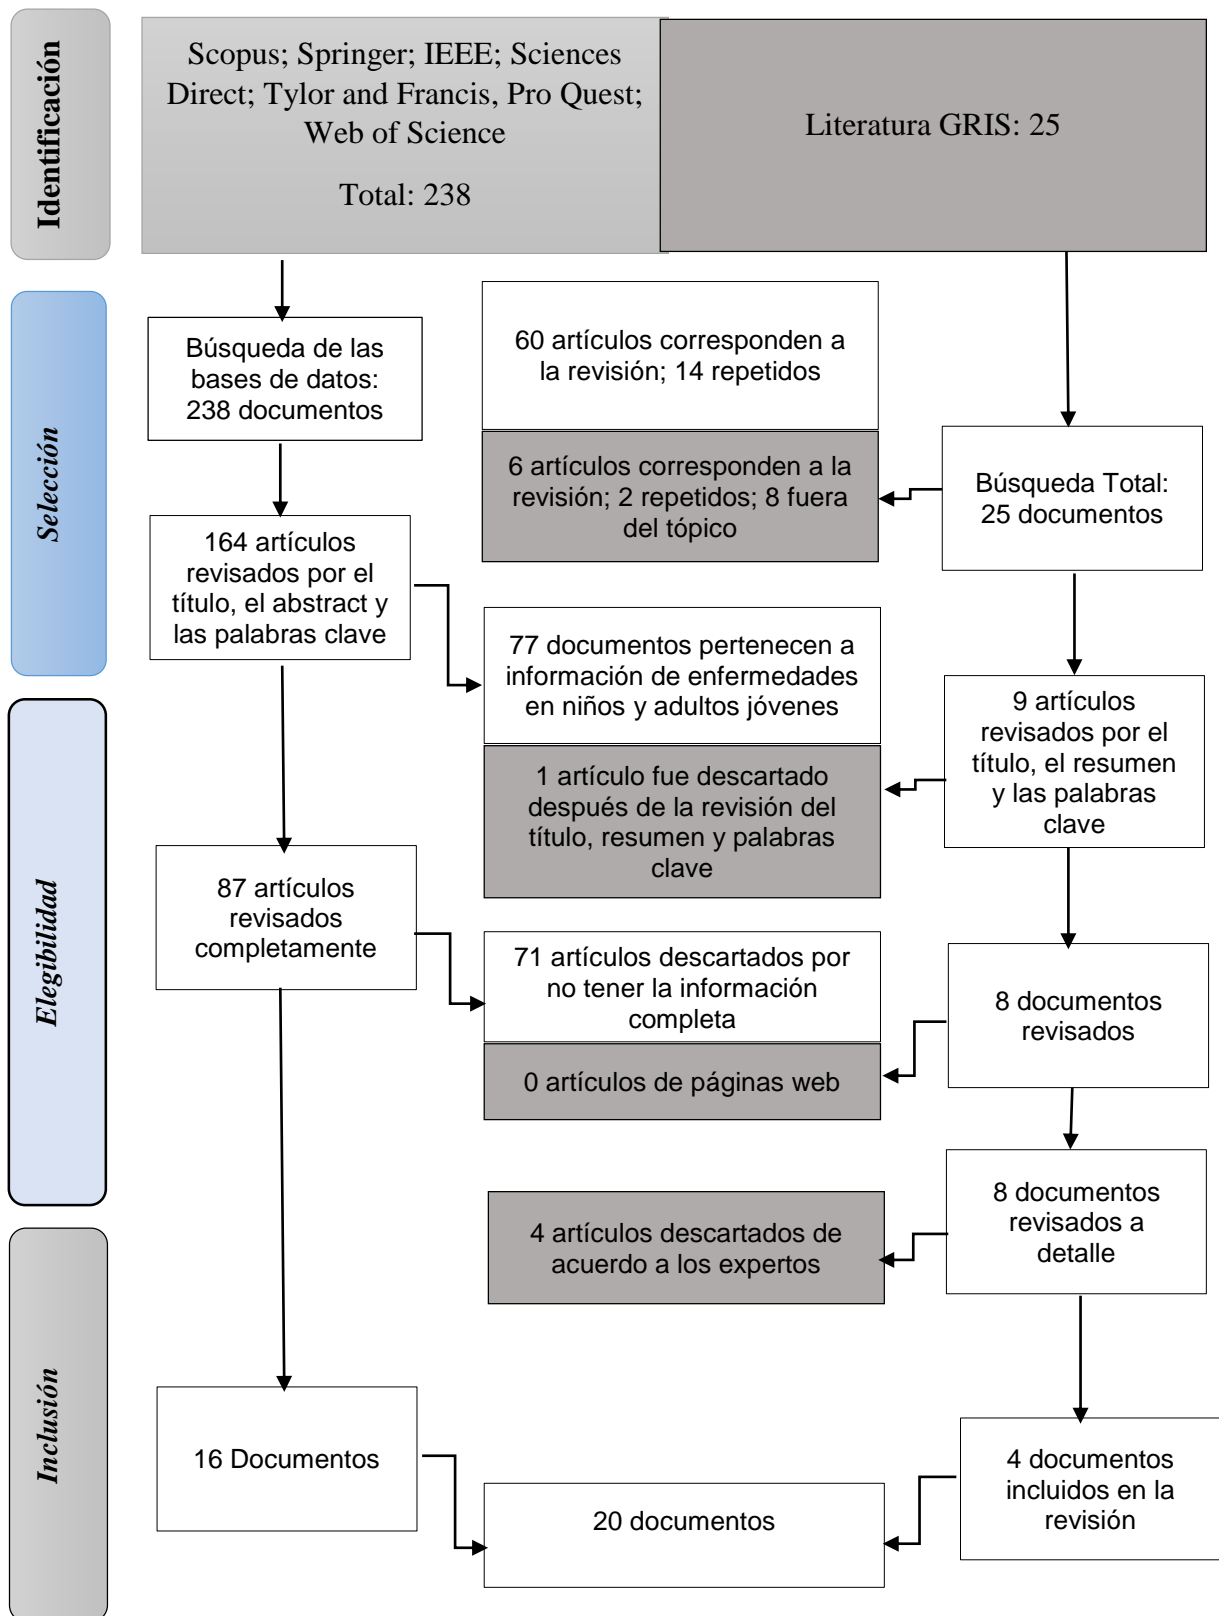 Identificación
Scopus; Springer; IEEE; Sciences
Direct; Tylor and Francis, Pro Quest;
Web of Science
Total: 238
Literatura GRIS: 25
Selección
Búsqueda de las
bases de datos:
238 documentos
60 artículos corresponden a
la revisión; 14 repetidos
6 artículos corresponden a la
revisión; 2 repetidos; 8 fuera
del tópico
Búsqueda Total:
25 documentos
164 artículos
revisados por el
título, el abstract y
las palabras clave
77 documentos pertenecen a
información de enfermedades
en niños y adultos jóvenes
1 artículo fue descartado
después de la revisión del
título, resumen y palabras
clave
9 artículos
revisados por el
título, el resumen
y las palabras
clave
Elegibilidad
87 artículos
revisados
completamente
71 artículos descartados por
no tener la información
completa
0 artículos de páginas web
8 documentos
revisados
4 artículos descartados de
acuerdo a los expertos
8 documentos
revisados a
detalle
Inclusión
16 Documentos
20 documentos
4 documentos
incluidos en la
revisión